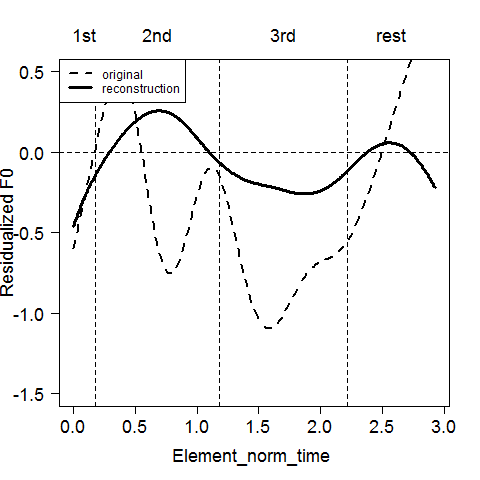 1st 2nd 3rd rest
original
reconstruction
0.5
0.0
-0.5
-1.0
-1.5
Residualized F0
0.0 0.5 1.0 1.5 2.0 2.5 3.0
Element_norm_time